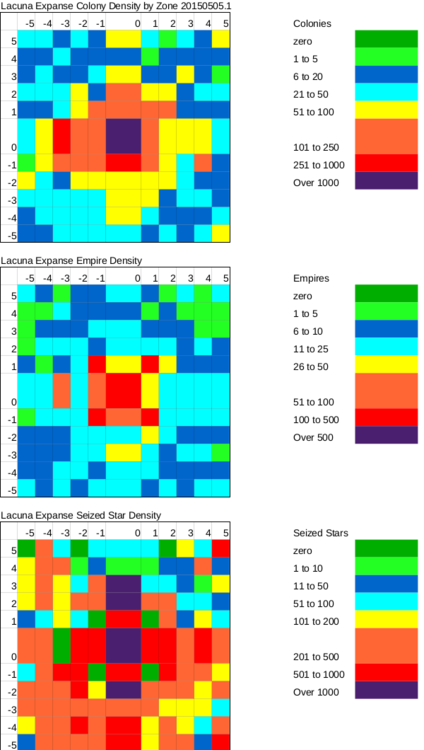 Lacuna Expanse Colony Density by Zone 20150505.1
-5 -4 -3 -2 -1 0 1 2 3 4 5
5
4
3
2
1
0
-1
-2
-3
-4
-5
Colonies
zero
1 to 5
6 to 20
21 to 50
51 to 100
101 to 250
251 to 1000
Over 1000
Lacuna Expanse Empire Density
-5 -4 -3 -2 -1 0 1 2 3 4 5
5
4
3
2
1
0
-1
-2
-3
-4
-5
Empires
zero
1 to 5
6 to 10
11 to 25
26 to 50
51 to 100
100 to 500
Over 500
Lacuna Expanse Seized Star Density
-5 -4 -3 -2 -1 0 1 2 3 4 5
5
4
3
2
1
0
-1
-2
-3
-4
-5
Seized Stars
zero
1 to 10
11 to 50
51 to 100
101 to 200
201 to 500
501 to 1000
Over 1000